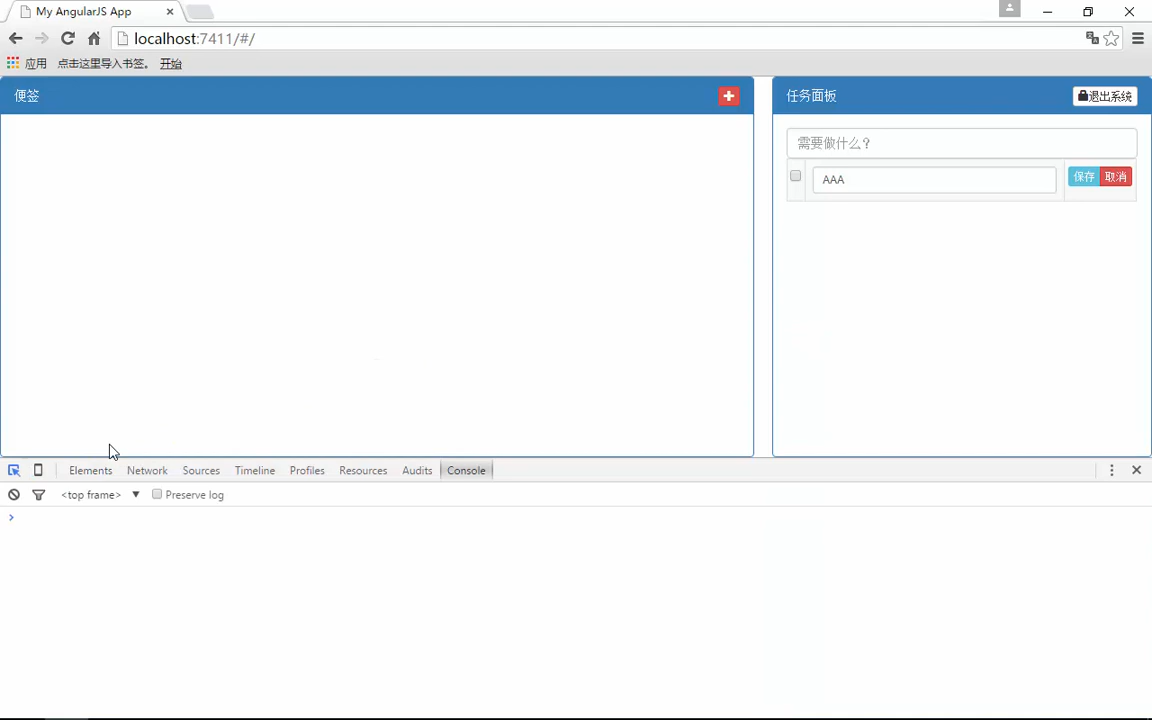 My AngularJS App
localhost:7411/#/
应用 点击这里导入书签。 开始
便签
任务面板 退出系统
需要做什么？
AAA 保存 取消
Elements Network Sources Timeline Profiles Resources Audits Console
<top frame> ▼ Preserve log